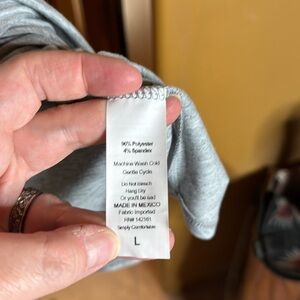 96% Polyester
4% Spandex
Machine Wash Cold
Gentle Cycle
Do not bleach
Hang Dry
Or you'll be sad
MADE IN MEXICO
Fabric Imported
RN# 142161
Simply Comfortable
L